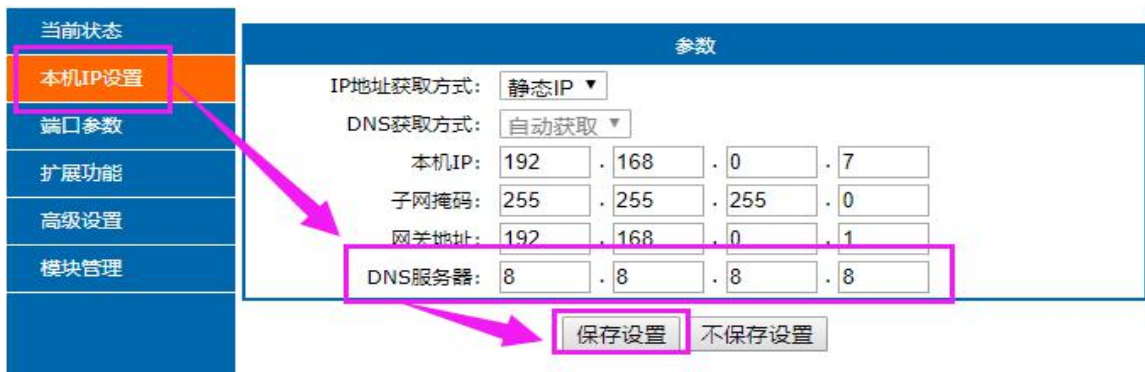 当前状态
本机IP设置
端口参数
扩展功能
高级设置
模块管理
参数
IP地址获取方式: 静态IP
DNS获取方式: 自动获取
本机IP: 192 . 168 . 0 . 7
子网掩码: 255 . 255 . 255 . 0
网关地址: 192 . 168 . 0 . 1
DNS服务器: 8 . 8 . 8 . 8
保存设置 不保存设置